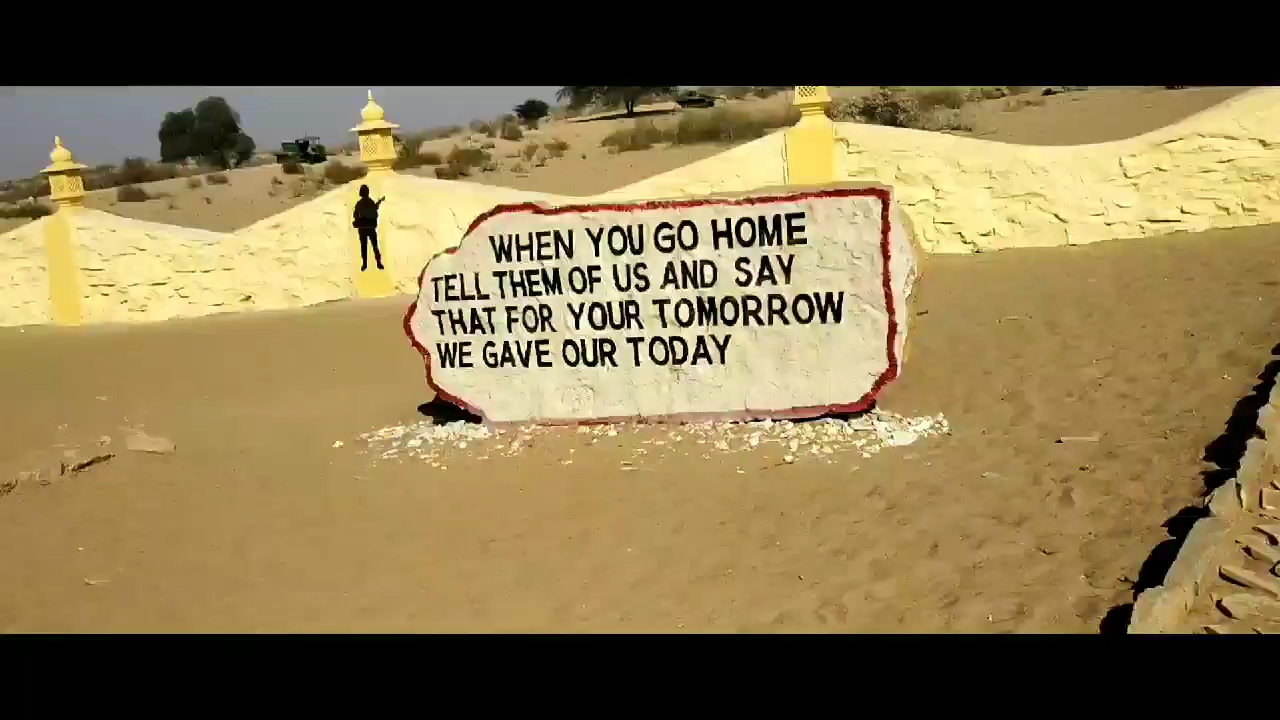 WHEN YOU GO HOME
TELL THEM OF US AND SAY
THAT FOR YOUR TOMORROW
WE GAVE OUR TODAY